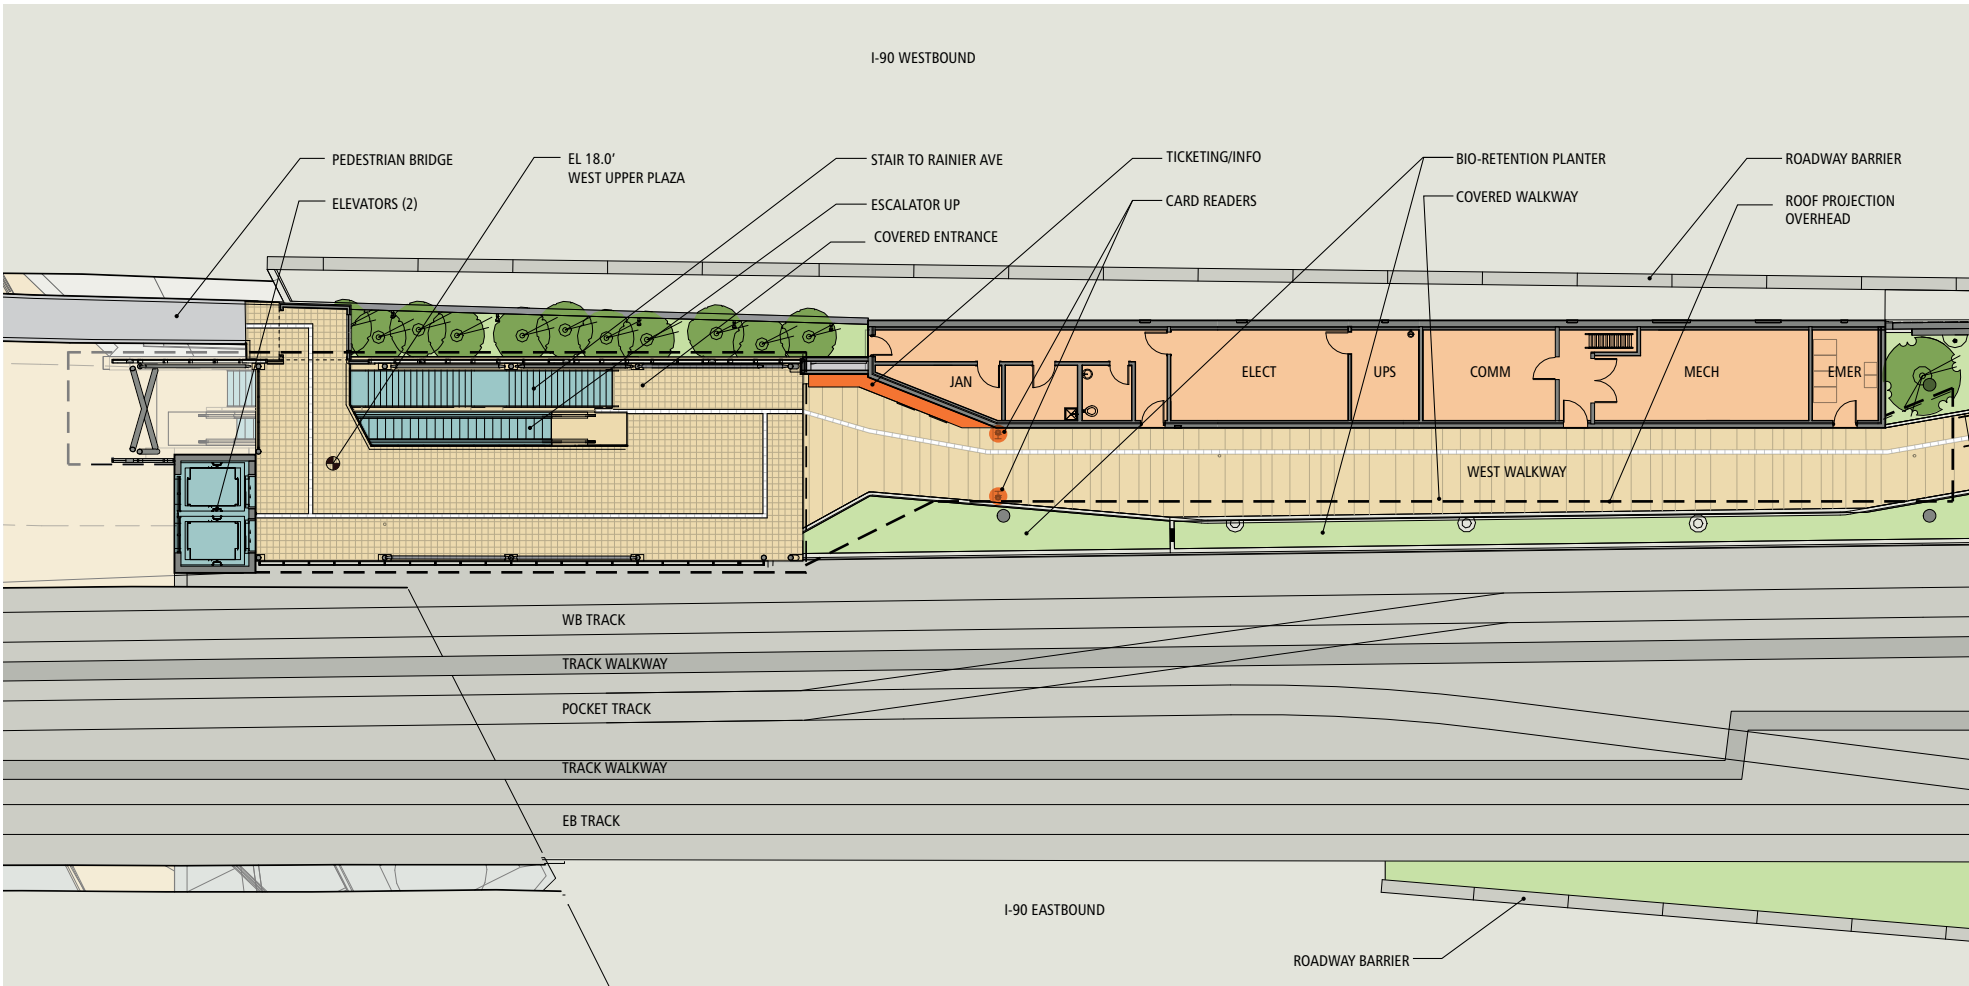 I-90 WESTBOUND
PEDESTRIAN BRIDGE
ELEVATORS (2)
EL 18.0'
WEST UPPER PLAZA
STAIR TO RAINIER AVE
ESCALATOR UP
COVERED ENTRANCE
TICKETING/INFO
CARD READERS
BIO-RETENTION PLANTER
COVERED WALKWAY
ROADWAY BARRIER
ROOF PROJECTION
OVERHEAD
JAN
ELECT
UPS
COMM
MECH
EMER
WEST WALKWAY
WB TRACK
TRACK WALKWAY
POCKET TRACK
TRACK WALKWAY
EB TRACK
I-90 EASTBOUND
ROADWAY BARRIER